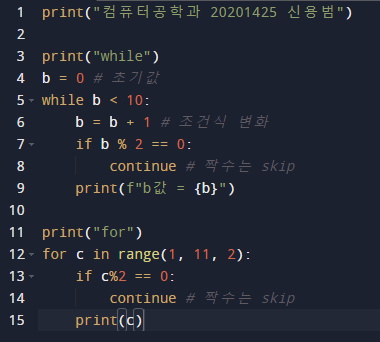 1 print("컴퓨터공학과 20201425 신용범")
2
3 print("while")
4 b = 0 # 초기값
5 while b < 10:
6     b = b + 1 # 조건식 변화
7     if b % 2 == 0:
8         continue # 짝수는 skip
9     print(f"b값 = {b}")
10
11 print("for")
12 for c in range(1, 11, 2):
13     if c%2 == 0:
14         continue # 짝수는 skip
15     print(c)